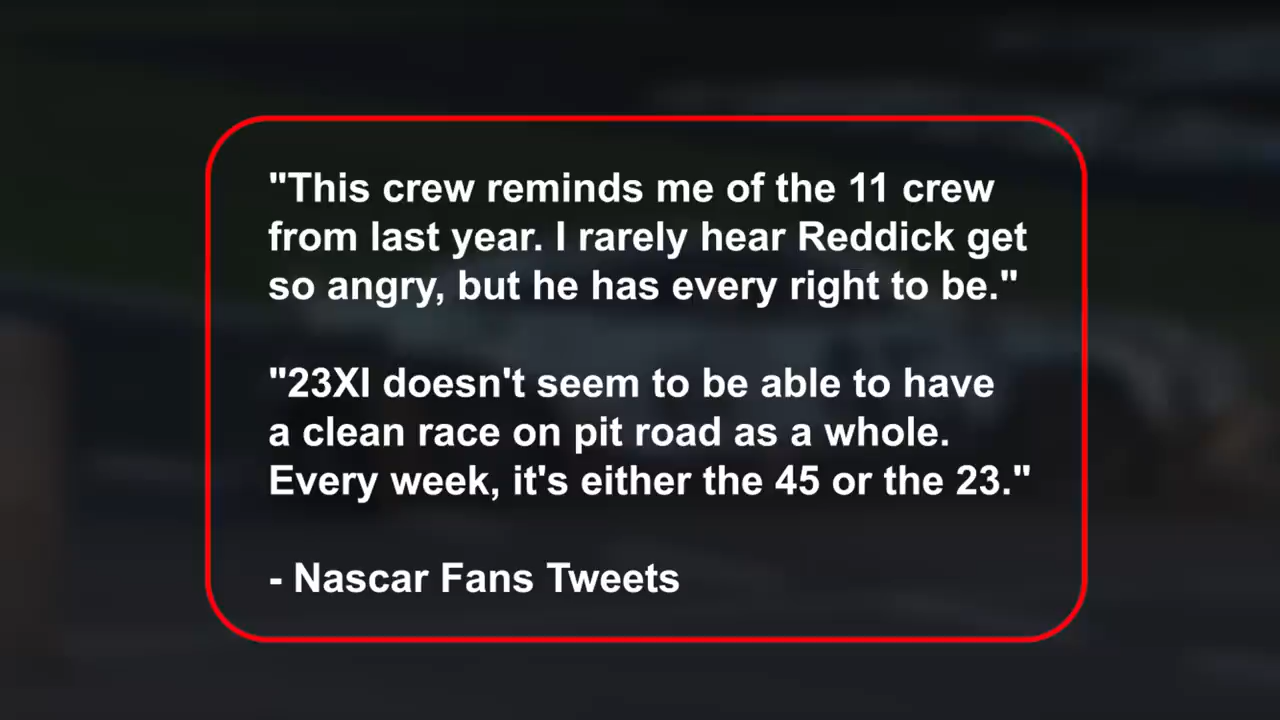 "This crew reminds me of the 11 crew
from last year. I rarely hear Reddick get
so angry, but he has every right to be."
"23XI doesn't seem to be able to have
a clean race on pit road as a whole.
Every week, it's either the 45 or the 23."
- Nascar Fans Tweets